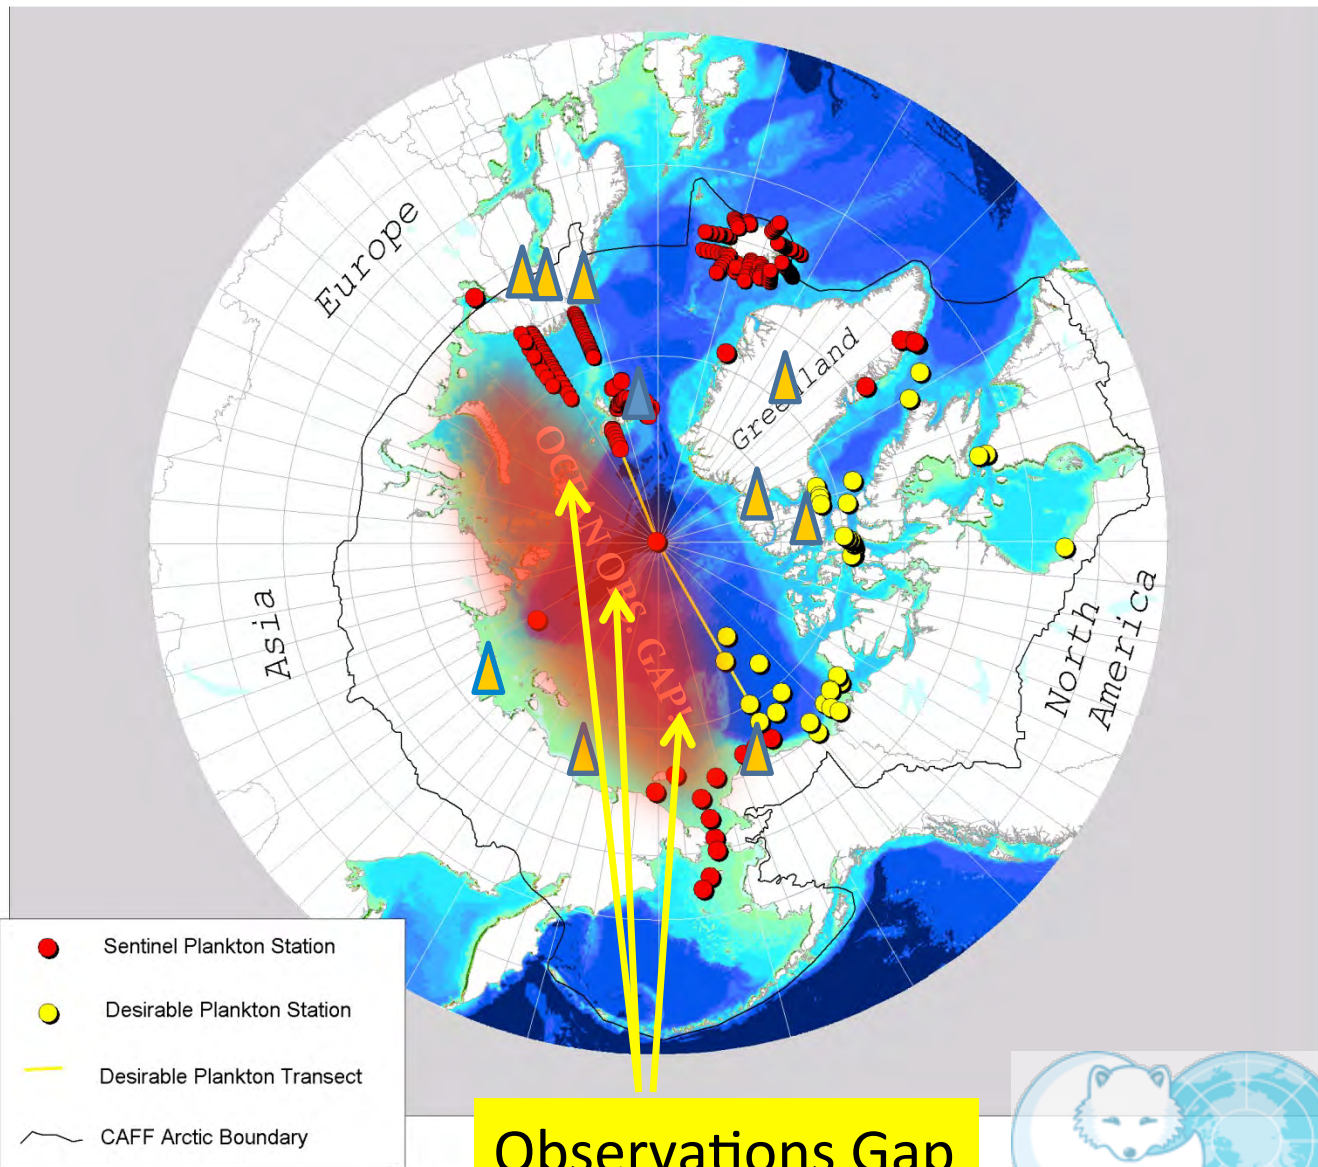 Europe
Greenland
OCEAN OPS. GAP!
Asia
North
America
Sentinel Plankton Station
Desirable Plankton Station
Desirable Plankton Transect
CAFF Arctic Boundary
Observations Gap